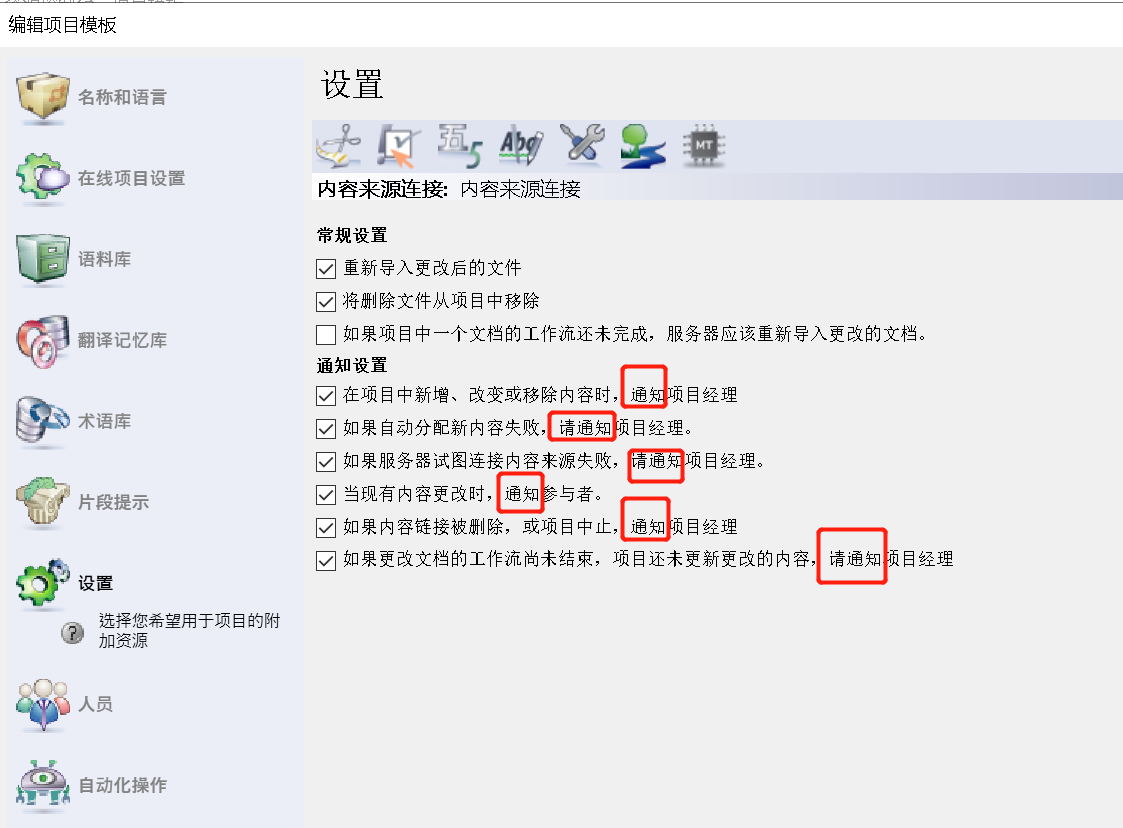 编辑项目模板
名称和语言
在线项目设置
语料库
翻译记忆库
术语库
片段提示
设置
选择您希望用于项目的附
加资源
人员
自动化操作
设置
Abg
MT
内容来源连接: 内容来源连接
常规设置
重新导入更改后的文件
将删除文件从项目中移除
如果项目中一个文档的工作流还未完成，服务器应该重新导入更改的文档。
通知设置
在项目中新增、改变或移除内容时，通知项目经理
如果自动分配新内容失败，请通知项目经理。
如果服务器试图连接内容来源失败，请通知项目经理。
当现有内容更改时，通知参与者。
如果内容链接被删除，或项目中止，通知项目经理
如果更改文档的工作流尚未结束，项目还未更新更改的内容，请通知项目经理